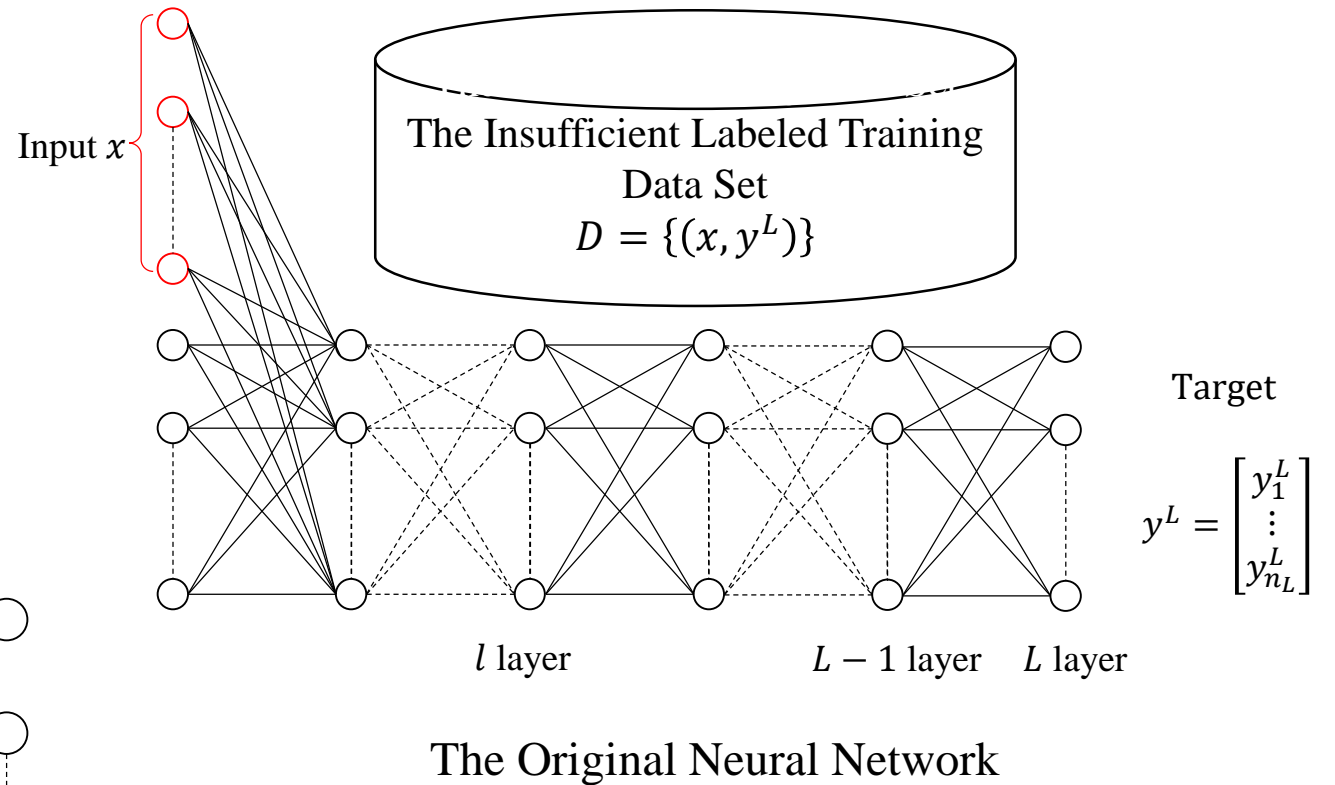 The Insufficient Labeled Training
Data Set
D = {(x, y^L)}
Input x
Target
y^L = [y_1^L ⋮ y_{n_L}^L]
l layer
L − 1 layer
L layer
The Original Neural Network